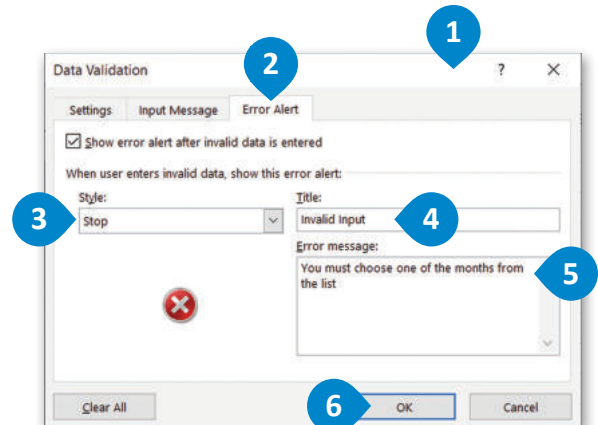 1
Data Validation
2
?
Settings
Input Message
Error Alert
Show error alert after invalid data is entered
When user enters invalid data, show this error alert:
Style:
Title:
3
Stop
Invalid Input
4
Error message:
You must choose one of the months from
the list
5
Clear All
6
OK
Cancel